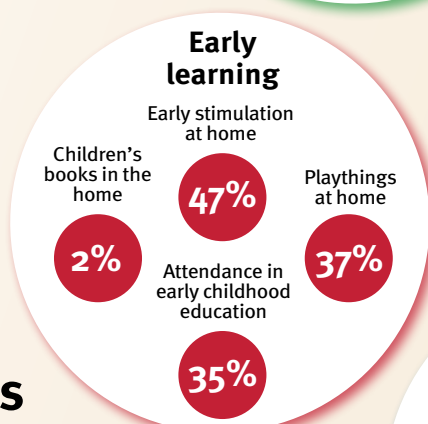 Early
learning
Early stimulation
at home
47%
Children's
books in the
home
2%
Playthings
at home
37%
Attendance in
early childhood
education
35%
s